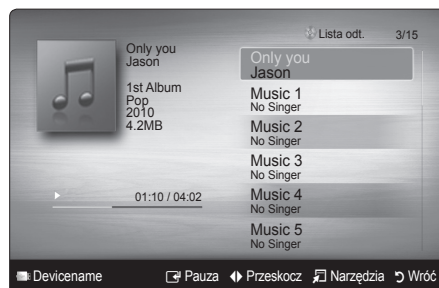 Lista odt. 3/15
Only you
Jason
1st Album
Pop
2010
4.2MB
01:10 / 04:02
Only you
Jason
Music 1
No Singer
Music 2
No Singer
Music 3
No Singer
Music 4
No Singer
Music 5
No Singer
Devicename Pauza Przeskocz Narzędzia Wróć